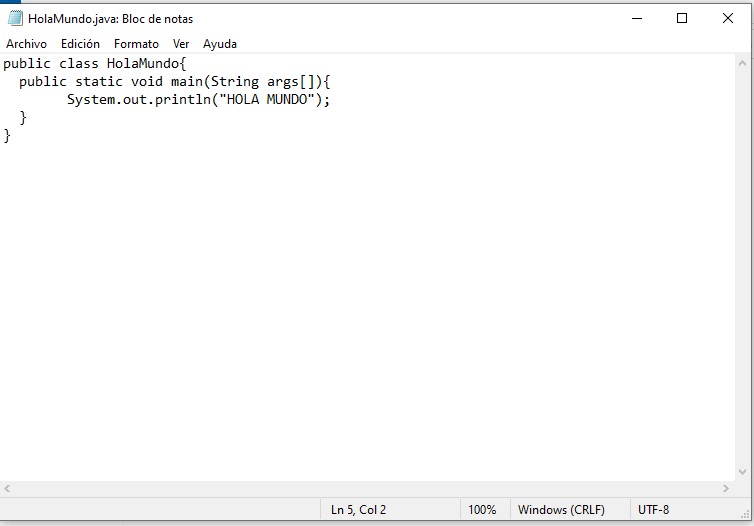 HolaMundo.java: Bloc de notas
Archivo Edición Formato Ver Ayuda
public class HolaMundo{
  public static void main(String args[]){
        System.out.println("HOLA MUNDO");
  }
}
Ln 5, Col 2 100% Windows (CRLF) UTF-8